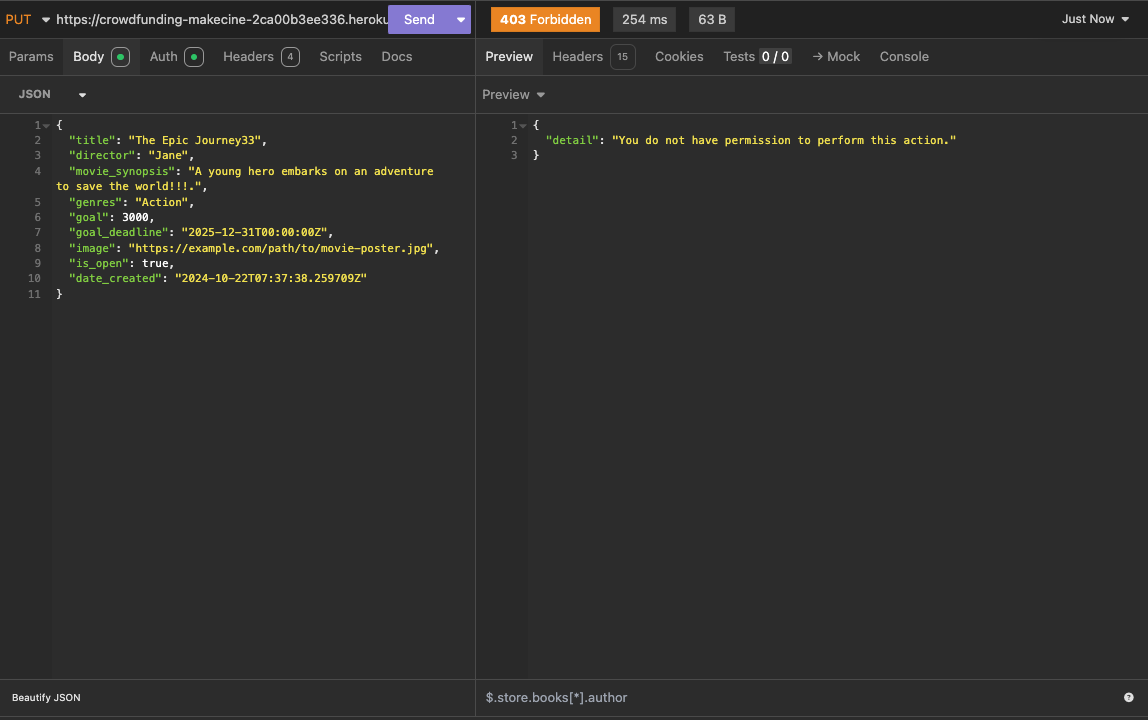 PUT https://crowdfunding-makecine-2ca00b3ee336.heroku Send 403 Forbidden 254 ms 63 B Just Now
Params Body Auth Headers 4 Scripts Docs Preview Headers 15 Cookies Tests 0 / 0 → Mock Console
JSON Preview
1 {
2 "title": "The Epic Journey33",
3 "director": "Jane",
4 "movie_synopsis": "A young hero embarks on an adventure
to save the world!!!.",
5 "genres": "Action",
6 "goal": 3000,
7 "goal_deadline": "2025-12-31T00:00:00Z",
8 "image": "https://example.com/path/to/movie-poster.jpg",
9 "is_open": true,
10 "date_created": "2024-10-22T07:37:38.259709Z"
11 }
1 {
2 "detail": "You do not have permission to perform this action."
3 }
Beautify JSON $.store.books[*].author ?